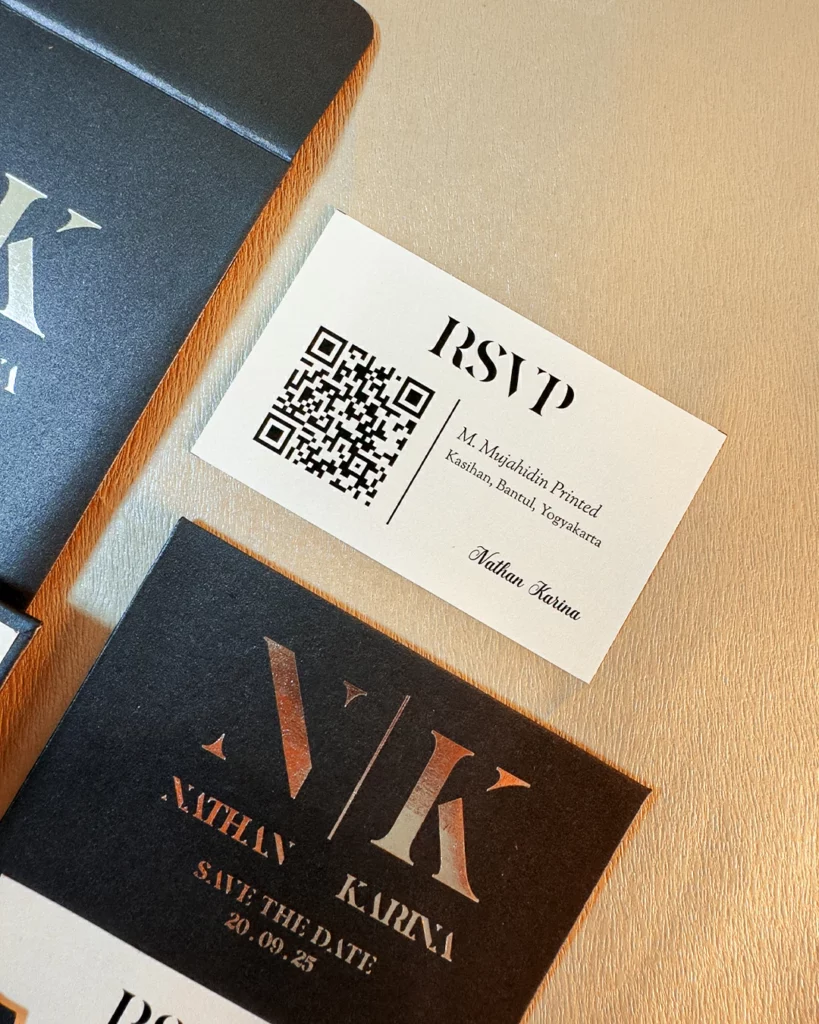 K
RSVP
M. Mujahidin Printed
Kasihan, Bantul, Yogyakarta
Nathan Karina
N K
NATHAN
KARINA
SAVE THE DATE
20.09.25